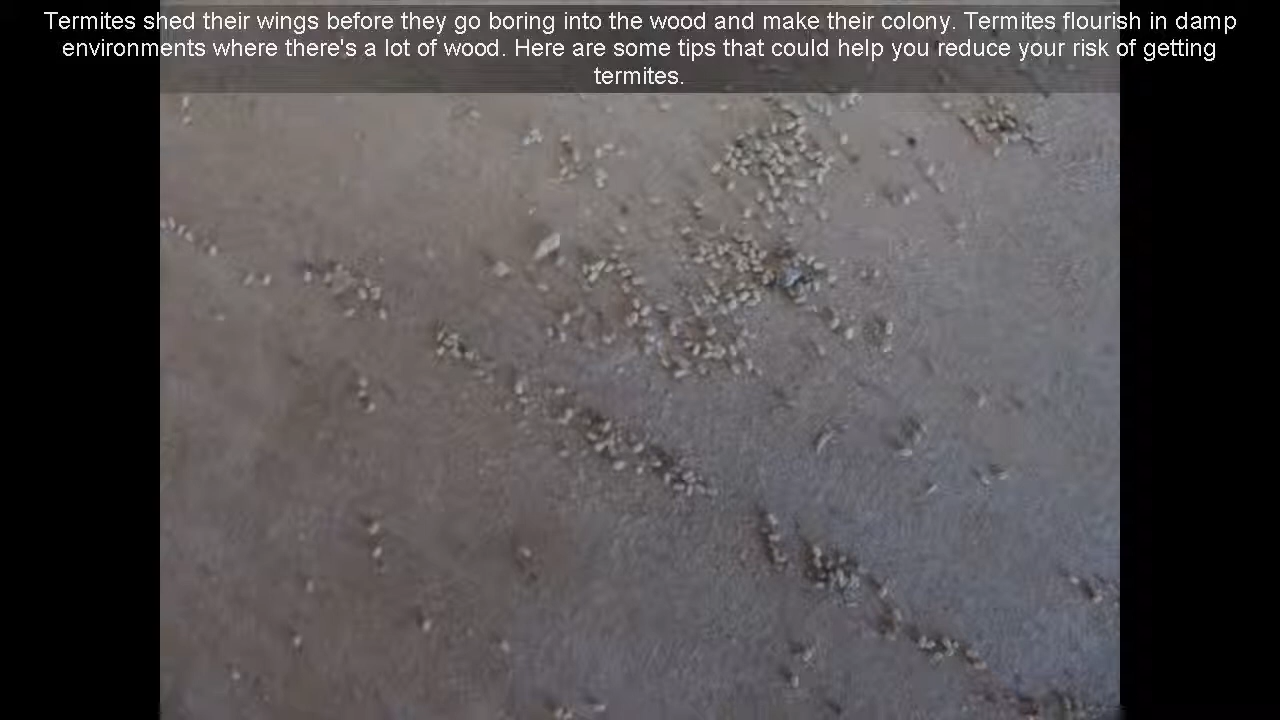 Termites shed their wings before they go boring into the wood and make their colony. Termites flourish in damp
environments where there's a lot of wood. Here are some tips that could help you reduce your risk of getting
termites.